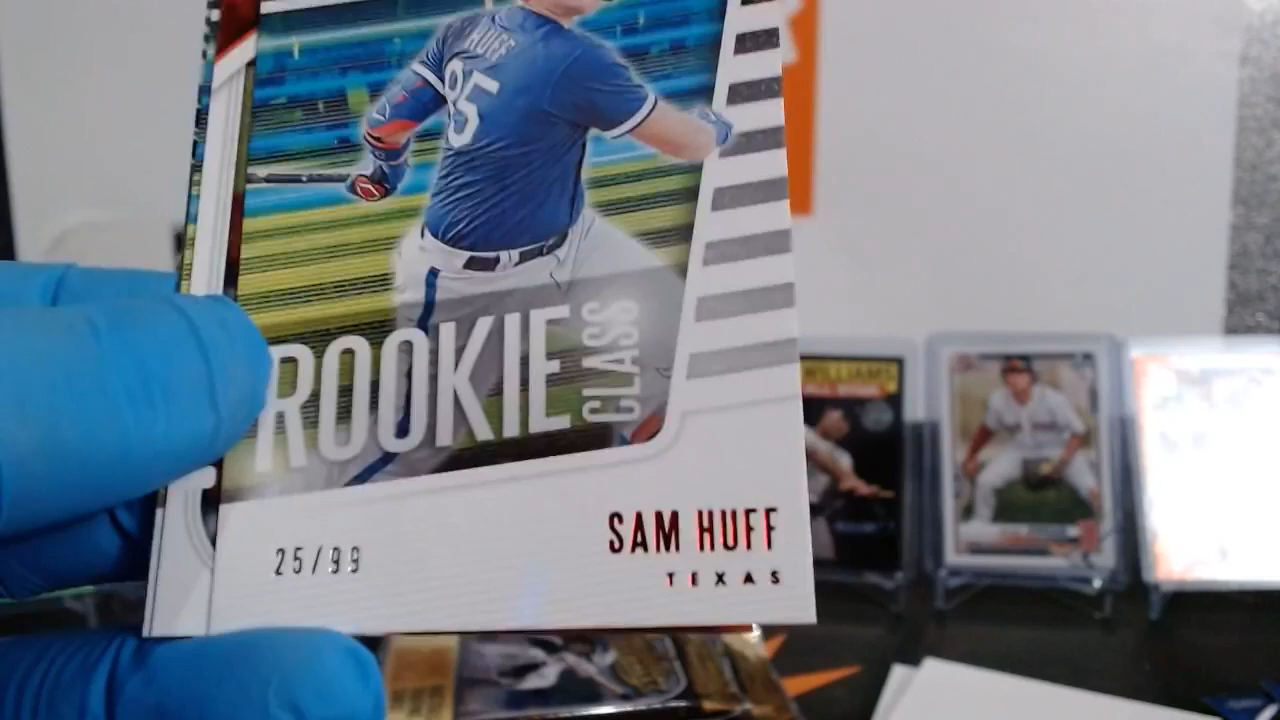 HUFF
85
ROOKIE
CLASS
SAM HUFF
TEXAS
25/99
WILLIAMS